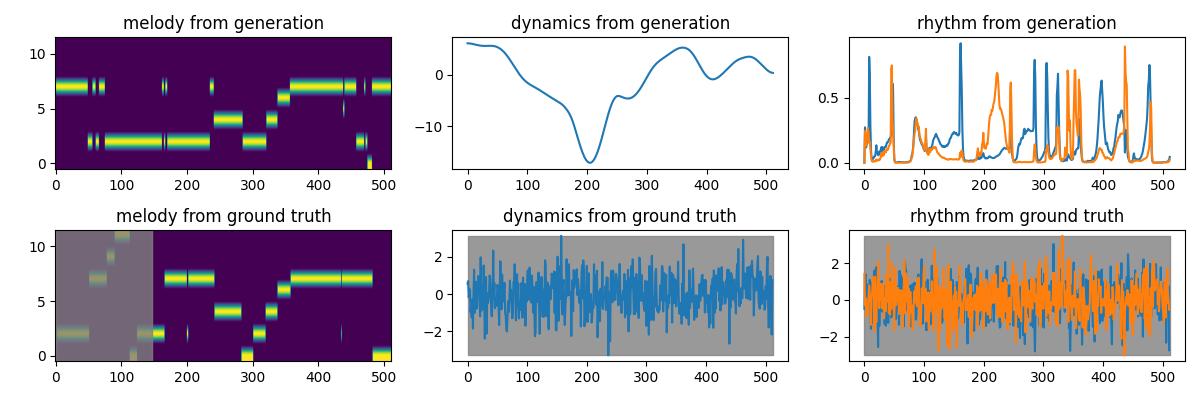 melody from generation
dynamics from generation
rhythm from generation
10
5
0
0 100 200 300 400 500
0
−10
0 100 200 300 400 500
0.5
0.0
0 100 200 300 400 500
melody from ground truth
dynamics from ground truth
rhythm from ground truth
10
5
0
0 100 200 300 400 500
2
0
−2
0 100 200 300 400 500
2
0
−2
0 100 200 300 400 500